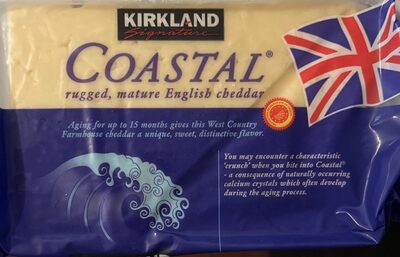 KIRKLAND
Signature
COASTAL®
rugged, mature English cheddar
Aging for up to 15 months gives this West Country
Farmhouse cheddar a unique, sweet, distinctive flavor.
You may encounter a characteristic
'crunch' when you bite into Coastal®
- a consequence of naturally occurring
calcium crystals which often develop
during the aging process.